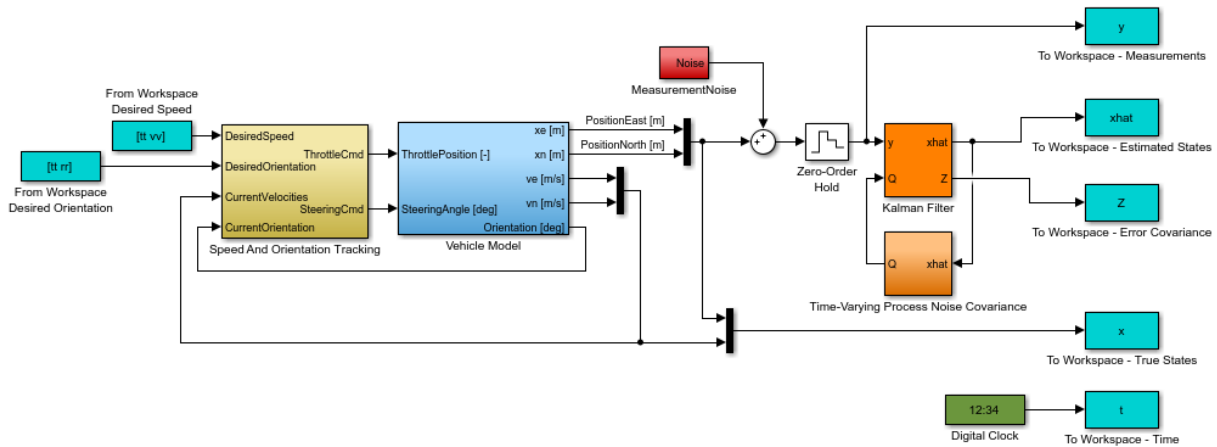 y
To Workspace - Measurements
Noise
MeasurementNoise
From Workspace
Desired Speed
[tt vv]
[tt rr]
From Workspace
Desired Orientation
DesiredSpeed
ThrottleCmd
DesiredOrientation
CurrentVelocities
SteeringCmd
CurrentOrientation
Speed And Orientation Tracking
xe [m]
ThrottlePosition [-]
xn [m]
ve [m/s]
vn [m/s]
SteeringAngle [deg]
Orientation [deg]
Vehicle Model
PositionEast [m]
PositionNorth [m]
++
Zero-Order
Hold
y
xhat
Q
Z
Kalman Filter
xhat
To Workspace - Estimated States
Z
To Workspace - Error Covariance
Q
xhat
Time-Varying Process Noise Covariance
x
To Workspace - True States
12:34
Digital Clock
t
To Workspace - Time